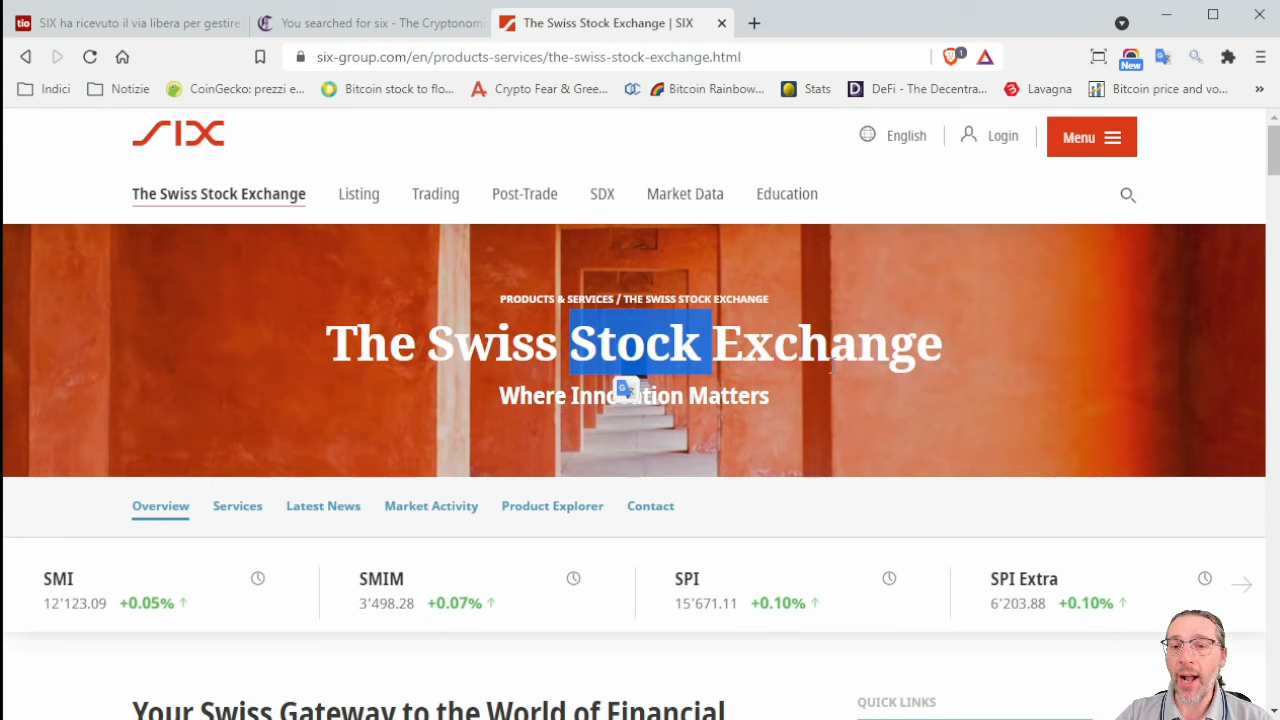 tio SIX ha ricevuto il via libera per gestire
You searched for six - The Cryptonomi
The Swiss Stock Exchange | SIX
six-group.com/en/products-services/the-swiss-stock-exchange.html
1
New
Indici
Notizie
CoinGecko: prezzi e...
Bitcoin stock to flo...
Crypto Fear & Gree...
Bitcoin Rainbow...
Stats
DeFi - The Decentra...
Lavagna
Bitcoin price and vo...
SIX
English
Login
Menu
The Swiss Stock Exchange
Listing
Trading
Post-Trade
SDX
Market Data
Education
PRODUCTS & SERVICES / THE SWISS STOCK EXCHANGE
The Swiss Stock Exchange
Where Innovation Matters
Overview
Services
Latest News
Market Activity
Product Explorer
Contact
SMI
12'123.09 +0.05%
SMIM
3'498.28 +0.07%
SPI
15'671.11 +0.10%
SPI Extra
6'203.88 +0.10%
Your Swiss Gateway to the World of Financial
QUICK LINKS